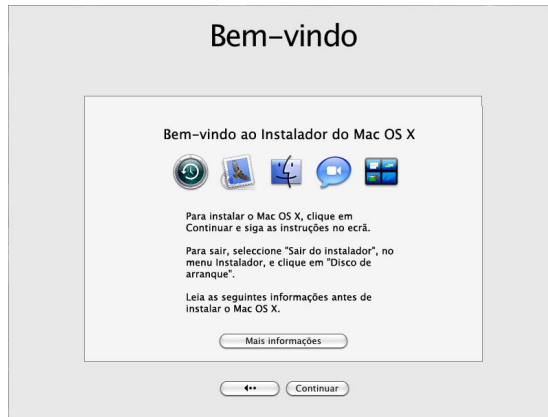 Bem-vindo
Bem-vindo ao Instalador do Mac OS X
Para instalar o Mac OS X, clique em
Continuar e siga as instruções no ecrã.
Para sair, seleccione "Sair do instalador", no
menu Instalador, e clique em "Disco de
arranque".
Leia as seguintes informações antes de
instalar o Mac OS X.
Mais informações
Continuar